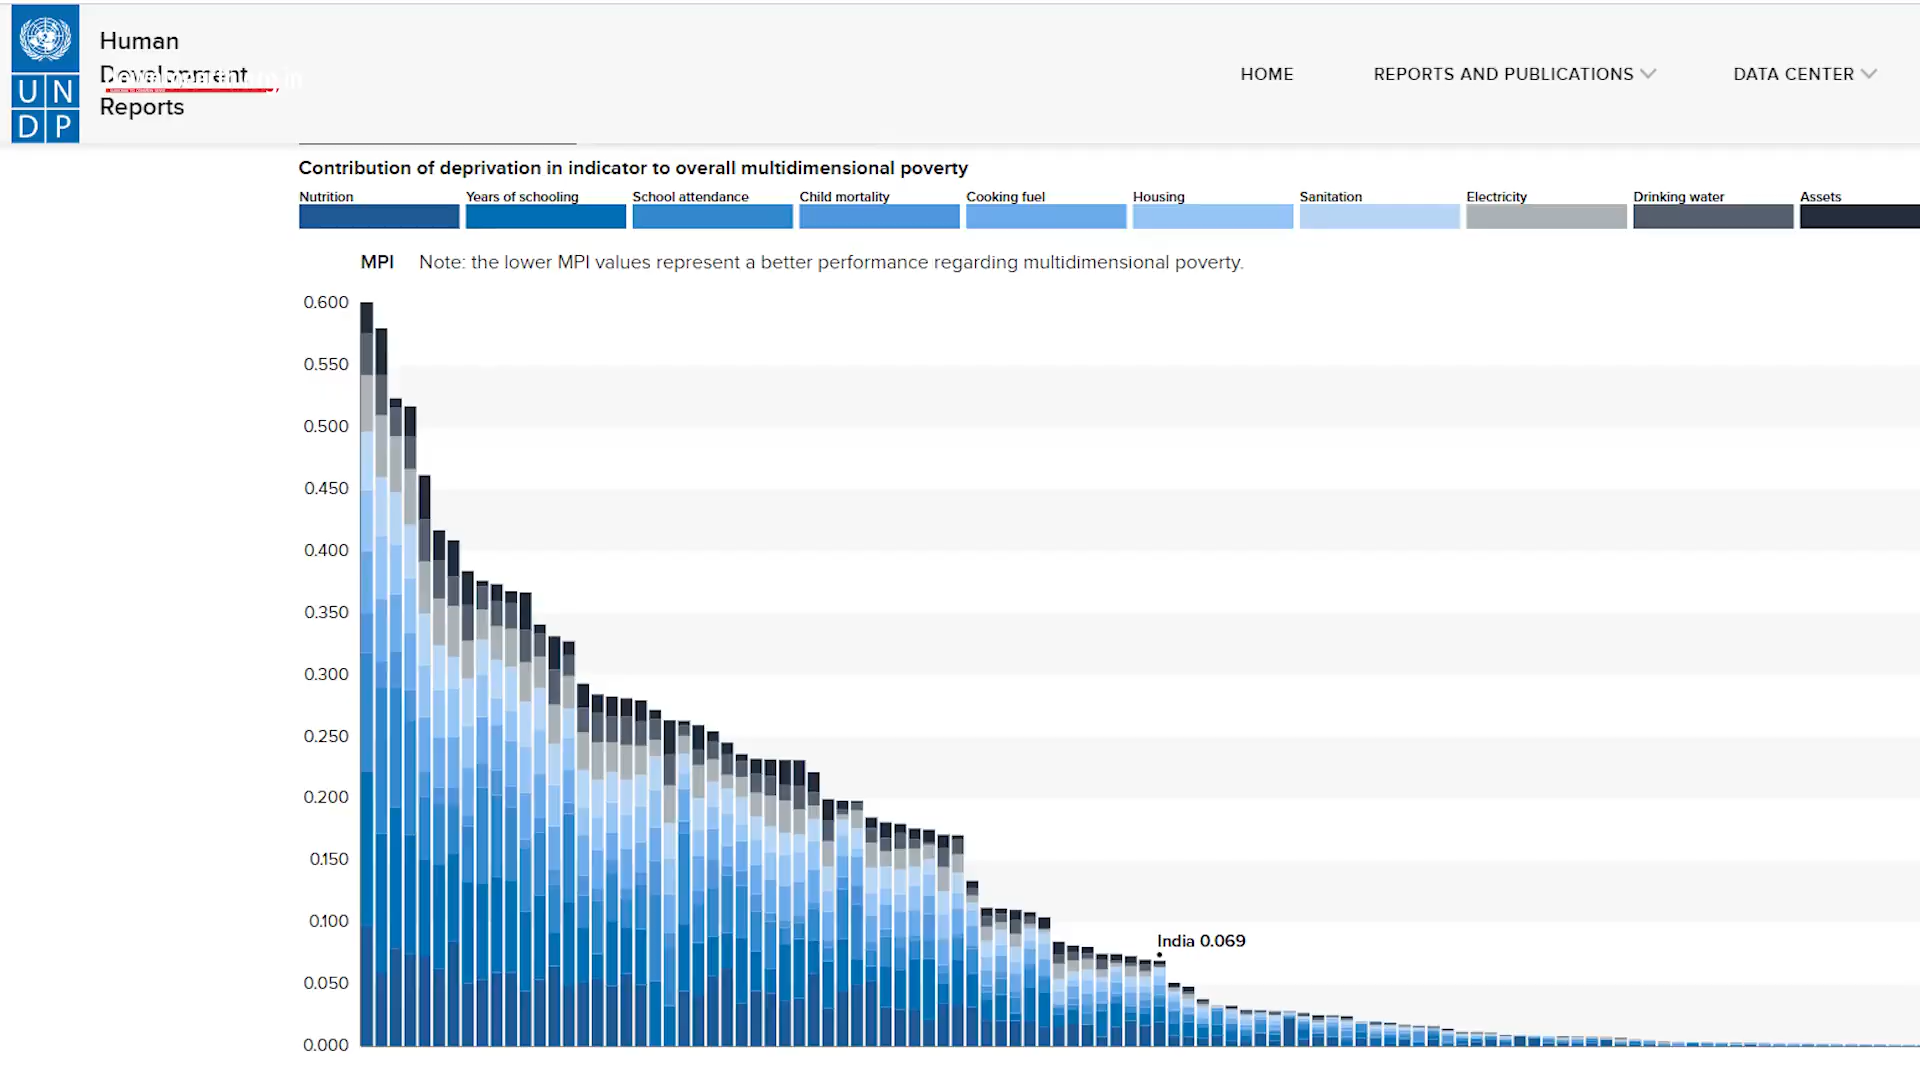 Human
Development
Reports
U N
D P
HOME
REPORTS AND PUBLICATIONS
DATA CENTER
Contribution of deprivation in indicator to overall multidimensional poverty
Nutrition
Years of schooling
School attendance
Child mortality
Cooking fuel
Housing
Sanitation
Electricity
Drinking water
Assets
MPI
Note: the lower MPI values represent a better performance regarding multidimensional poverty.
0.600
0.550
0.500
0.450
0.400
0.350
0.300
0.250
0.200
0.150
0.100
0.050
0.000
India 0.069